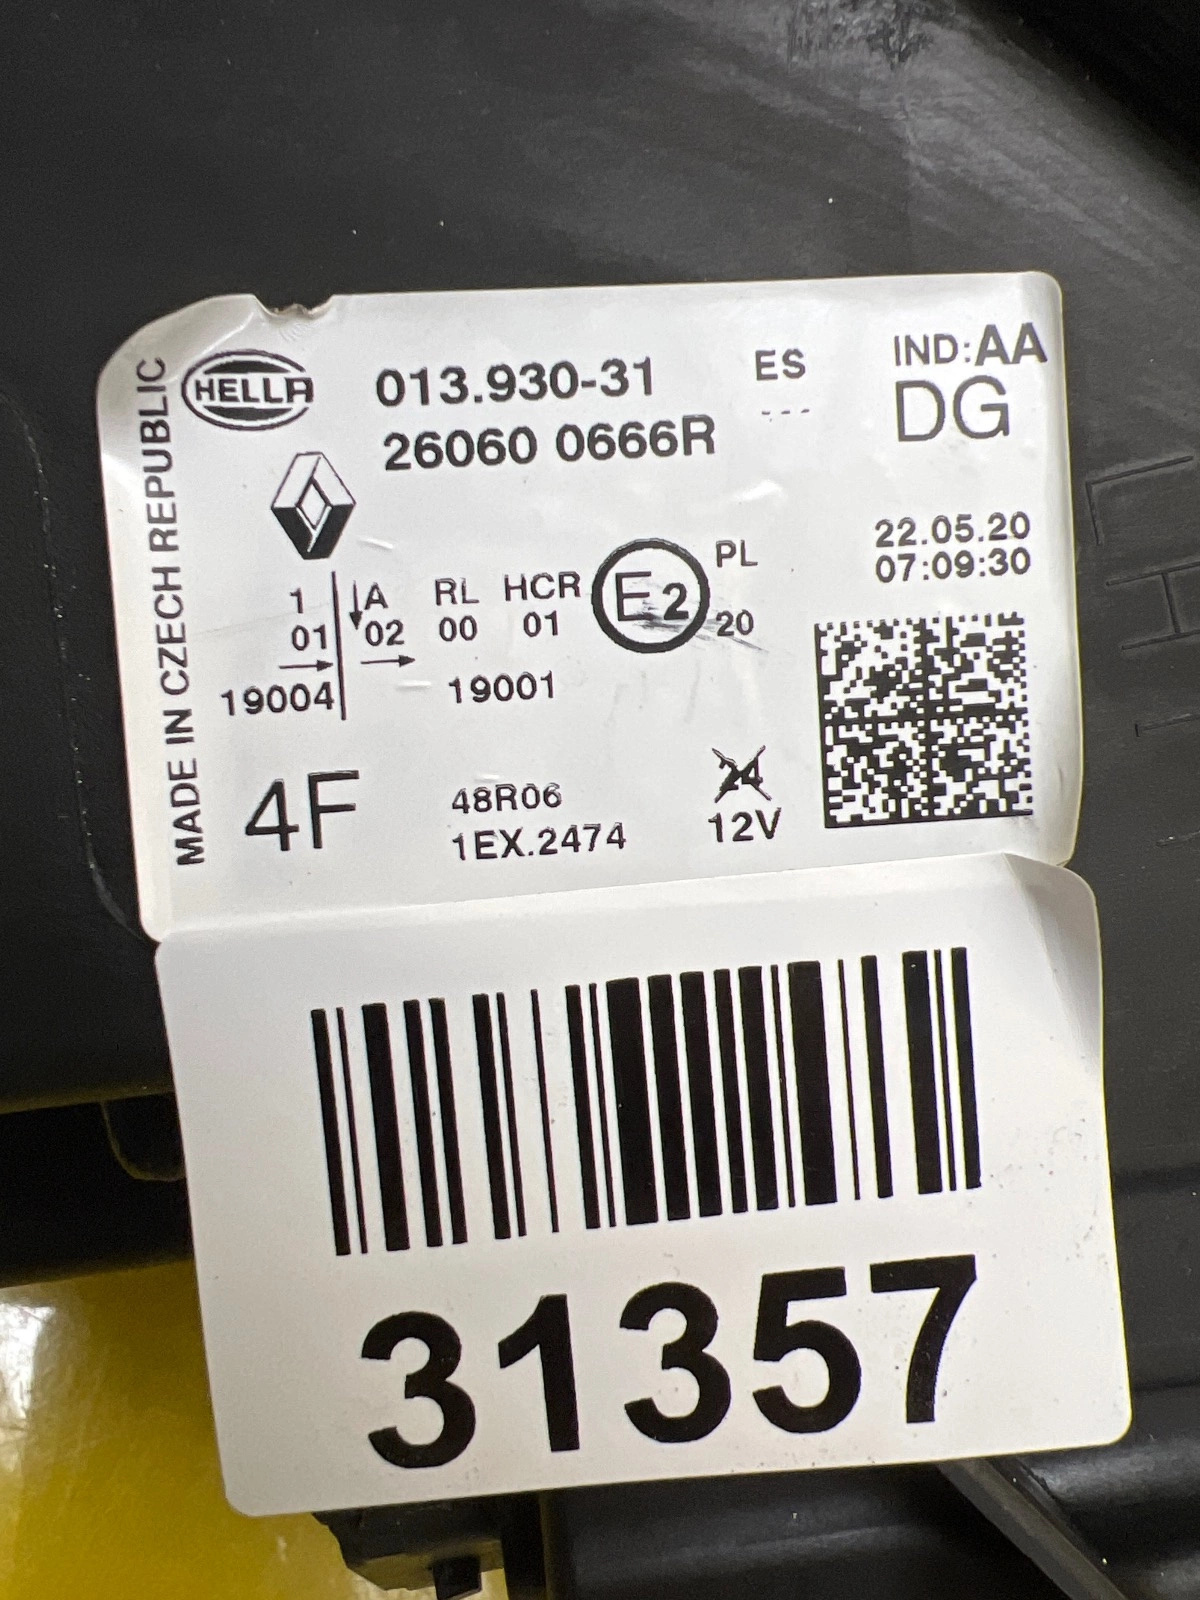 MADE IN CZECH REPUBLIC
HELLA
013.930-31
26060 0666R
ES
---
IND:AA
DG
22.05.20
07:09:30
1 A RL HCR E2 PL
01 02 00 01 20
19004 19001
4F
48R06
1EX.2474
24
12V
31357